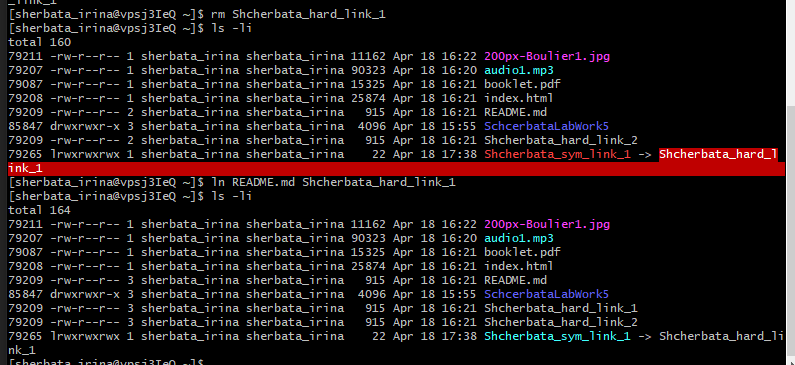 _link_1
[sherbata_irina@vpsj3IeQ ~]$ rm Shcherbata_hard_link_1
[sherbata_irina@vpsj3IeQ ~]$ ls -li
total 160
79211 -rw-r--r-- 1 sherbata_irina sherbata_irina 11162 Apr 18 16:22 200px-Boulier1.jpg
79207 -rw-r--r-- 1 sherbata_irina sherbata_irina 90323 Apr 18 16:20 audio1.mp3
79087 -rw-r--r-- 1 sherbata_irina sherbata_irina 15325 Apr 18 16:21 booklet.pdf
79208 -rw-r--r-- 1 sherbata_irina sherbata_irina 25874 Apr 18 16:21 index.html
79209 -rw-r--r-- 2 sherbata_irina sherbata_irina   915 Apr 18 16:21 README.md
85847 drwxrwxr-x 3 sherbata_irina sherbata_irina  4096 Apr 18 15:55 SchcerbataLabWork5
79209 -rw-r--r-- 2 sherbata_irina sherbata_irina   915 Apr 18 16:21 Shcherbata_hard_link_2
79265 lrwxrwxrwx 1 sherbata_irina sherbata_irina    22 Apr 18 17:38 Shcherbata_sym_link_1 -> Shcherbata_hard_l
ink_1
[sherbata_irina@vpsj3IeQ ~]$ ln README.md Shcherbata_hard_link_1
[sherbata_irina@vpsj3IeQ ~]$ ls -li
total 164
79211 -rw-r--r-- 1 sherbata_irina sherbata_irina 11162 Apr 18 16:22 200px-Boulier1.jpg
79207 -rw-r--r-- 1 sherbata_irina sherbata_irina 90323 Apr 18 16:20 audio1.mp3
79087 -rw-r--r-- 1 sherbata_irina sherbata_irina 15325 Apr 18 16:21 booklet.pdf
79208 -rw-r--r-- 1 sherbata_irina sherbata_irina 25874 Apr 18 16:21 index.html
79209 -rw-r--r-- 3 sherbata_irina sherbata_irina   915 Apr 18 16:21 README.md
85847 drwxrwxr-x 3 sherbata_irina sherbata_irina  4096 Apr 18 15:55 SchcerbataLabWork5
79209 -rw-r--r-- 3 sherbata_irina sherbata_irina   915 Apr 18 16:21 Shcherbata_hard_link_1
79209 -rw-r--r-- 3 sherbata_irina sherbata_irina   915 Apr 18 16:21 Shcherbata_hard_link_2
79265 lrwxrwxrwx 1 sherbata_irina sherbata_irina    22 Apr 18 17:38 Shcherbata_sym_link_1 -> Shcherbata_hard_li
nk_1
[sherbata_irina@vpsj3IeQ ~]$